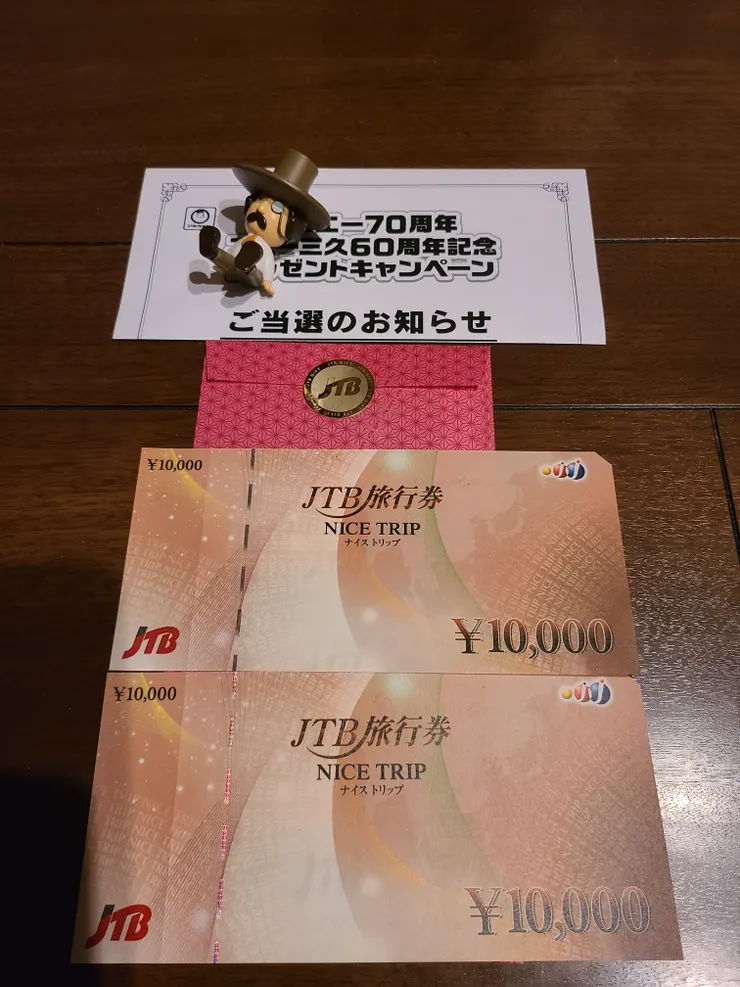 エー70周年
ミ久60周年記念
ゼントキャンペーン
ご当選のお知らせ
JTB
¥10,000
JTB旅行券
NICE TRIP
ナイス トリップ
JTB
¥10,000
¥10,000
JTB旅行券
NICE TRIP
ナイス トリップ
JTB
¥10,000